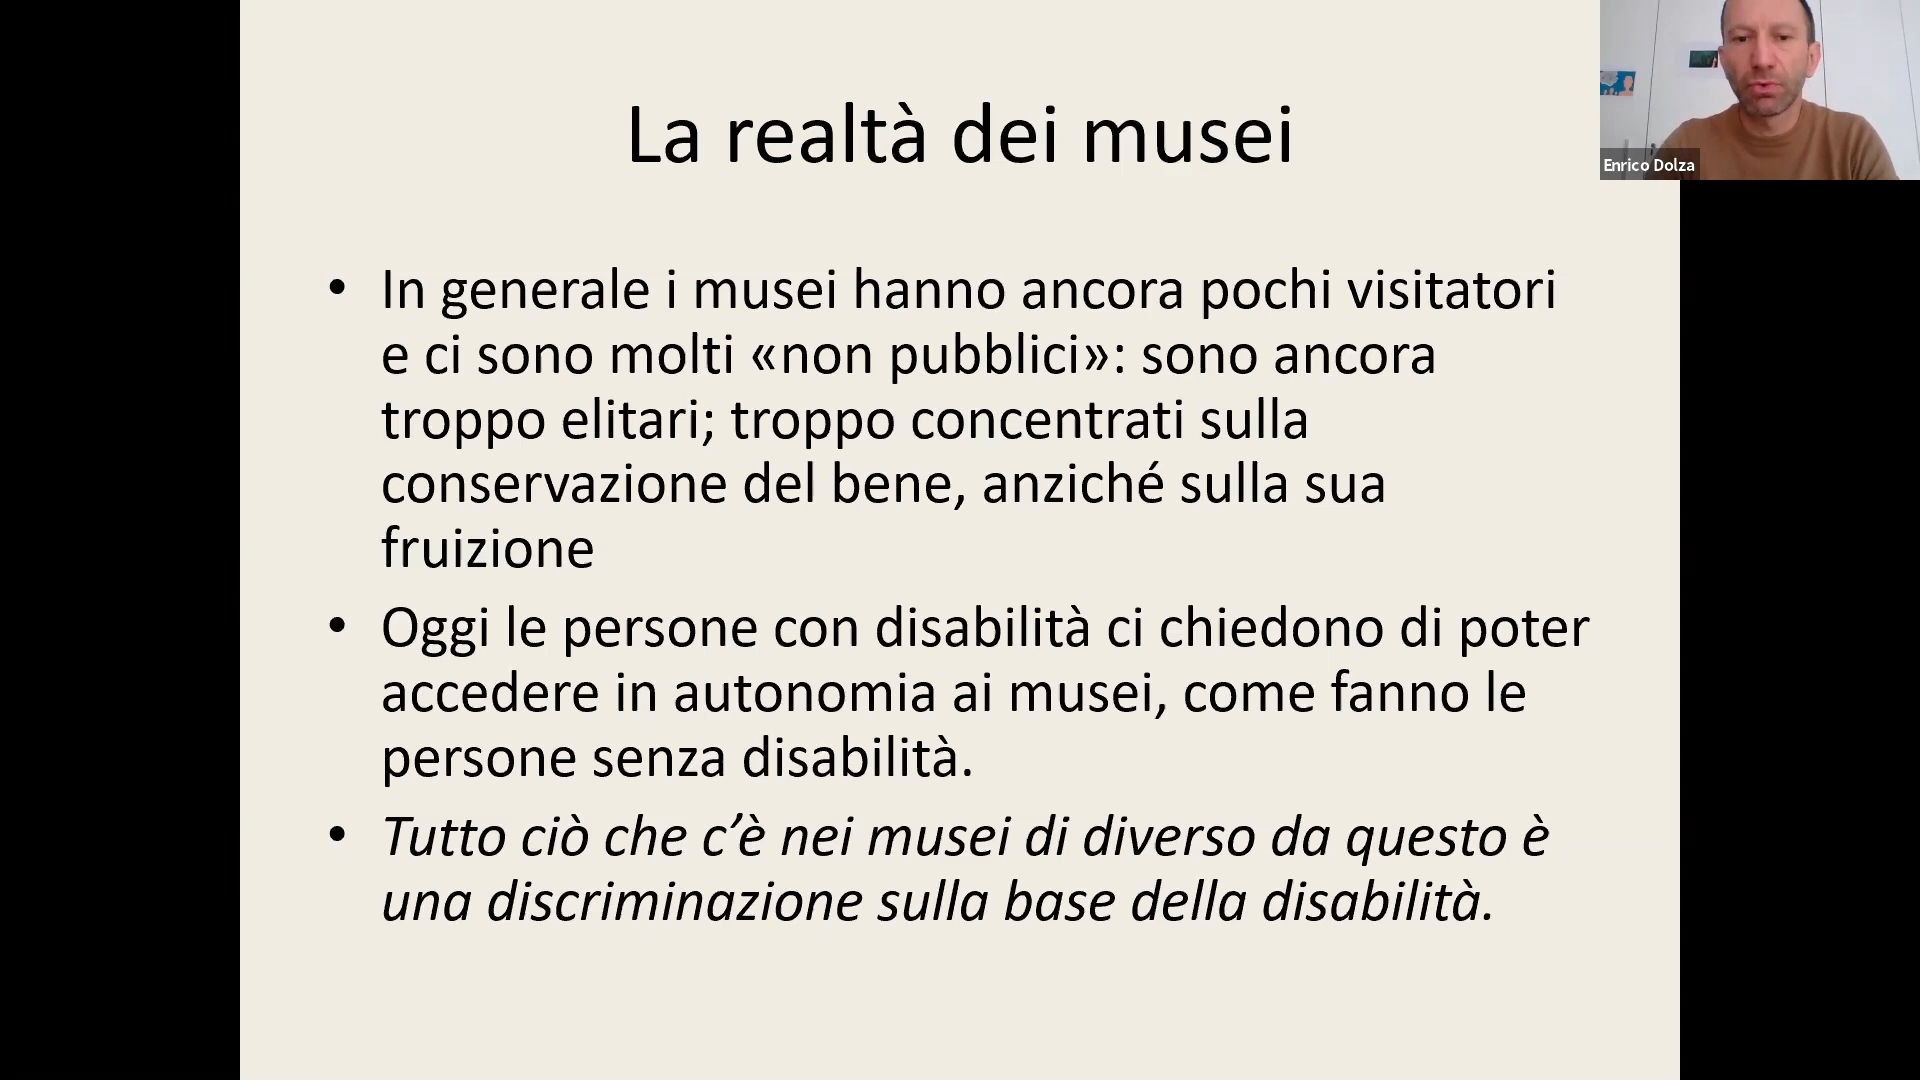 La realtà dei musei
Enrico Dolza
• In generale i musei hanno ancora pochi visitatori
e ci sono molti «non pubblici»: sono ancora
troppo elitari; troppo concentrati sulla
conservazione del bene, anziché sulla sua
fruizione
• Oggi le persone con disabilità ci chiedono di poter
accedere in autonomia ai musei, come fanno le
persone senza disabilità.
• Tutto ciò che c’è nei musei di diverso da questo è
una discriminazione sulla base della disabilità.